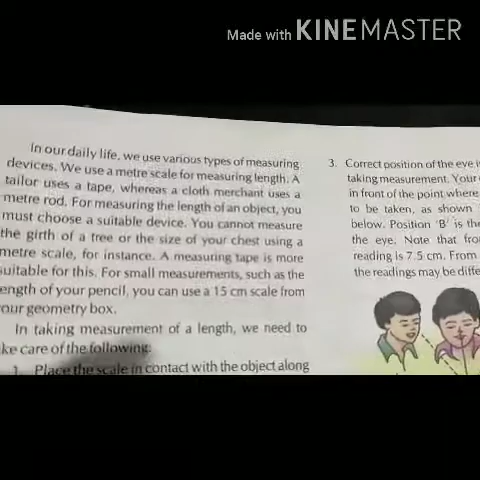 Made with KINEMASTER
In our daily life, we use various types of measuring
devices. We use a metre scale for measuring length. A
tailor uses a tape, whereas a cloth merchant uses a
metre rod. For measuring the length of an object, you
must choose a suitable device. You cannot measure
the girth of a tree or the size of your chest using a
metre scale, for instance. A measuring tape is more
suitable for this. For small measurements, such as the
ength of your pencil, you can use a 15 cm scale from
our geometry box.
In taking measurement of a length, we need to
ke care of the following:
1. Place the scale in contact with the object along
3. Correct position of the eye i
taking measurement. Your
in front of the point where
to be taken, as shown
below. Position 'B' is the
the eye. Note that fro
reading is 7.5 cm. From
the readings may be diffe